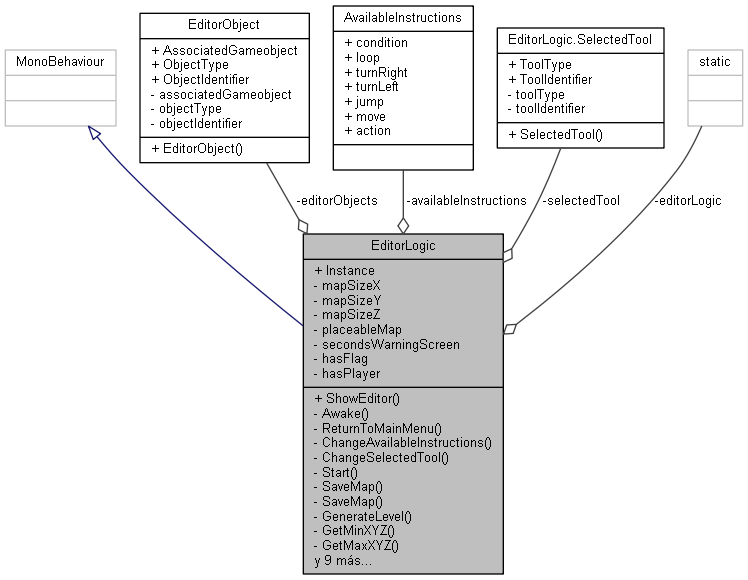 MonoBehaviour
EditorObject
+ AssociatedGameobject
+ ObjectType
+ ObjectIdentifier
- associatedGameobject
- objectType
- objectIdentifier
+ EditorObject()
AvailableInstructions
+ condition
+ loop
+ turnRight
+ turnLeft
+ jump
+ move
+ action
EditorLogic.SelectedTool
+ ToolType
+ ToolIdentifier
- toolType
- toolIdentifier
+ SelectedTool()
static
-editorObjects
-availableInstructions
-selectedTool
-editorLogic
EditorLogic
+ Instance
- mapSizeX
- mapSizeY
- mapSizeZ
- placeableMap
- secondsWarningScreen
- hasFlag
- hasPlayer
+ ShowEditor()
- Awake()
- ReturnToMainMenu()
- ChangeAvailableInstructions()
- ChangeSelectedTool()
- Start()
- SaveMap()
- SaveMap()
- GenerateLevel()
- GetMinXYZ()
- GetMaxXYZ()
y 9 más...